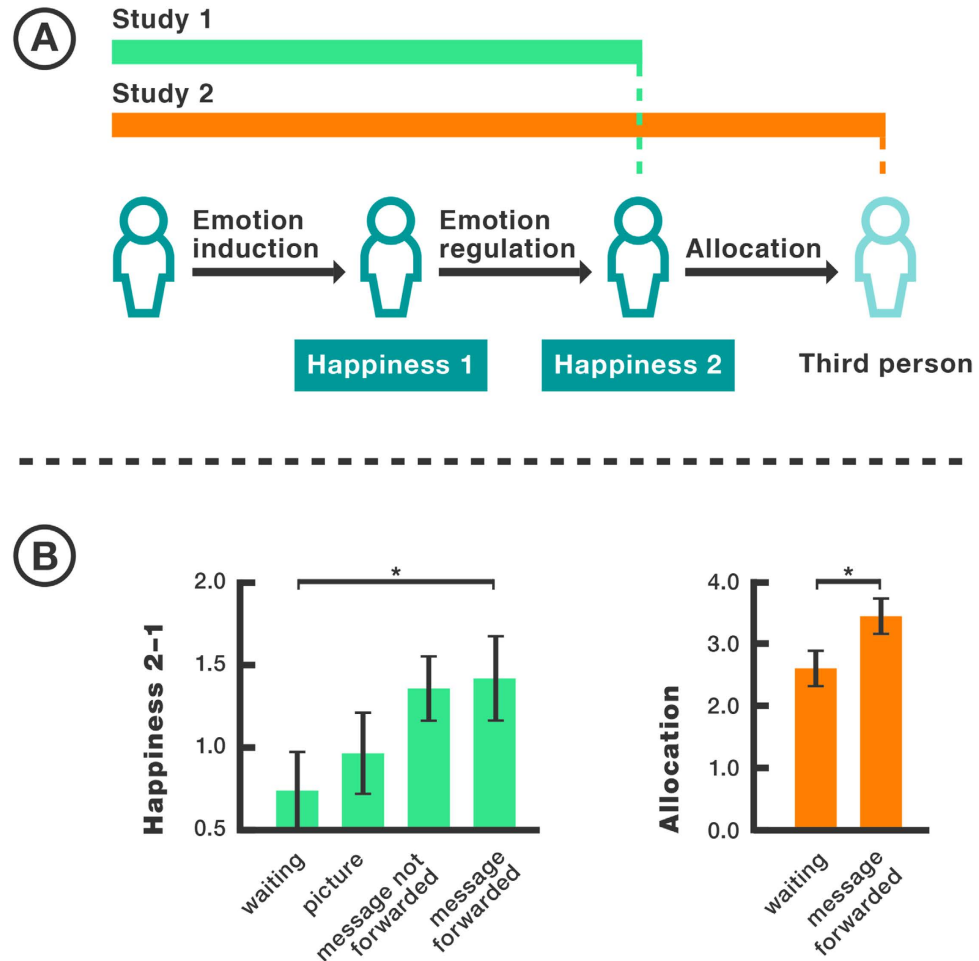 A
Study 1
Study 2
Emotion
induction
Emotion
regulation
Allocation
Happiness 1
Happiness 2
Third person
B
Happiness 2–1
2.0
1.5
1.0
0.5
*
waiting
picture
message not
forwarded
message
forwarded
Allocation
4.0
3.0
2.0
1.0
0.0
*
waiting
message
forwarded